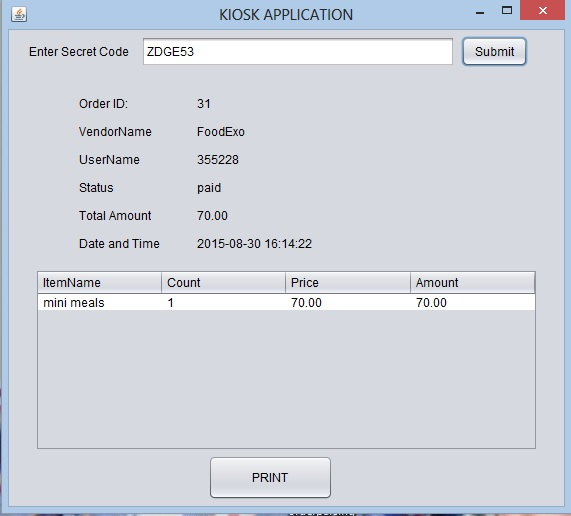 KIOSK APPLICATION
Enter Secret Code ZDGE53 Submit
Order ID: 31
VendorName FoodExo
UserName 355228
Status paid
Total Amount 70.00
Date and Time 2015-08-30 16:14:22
ItemName Count Price Amount
mini meals 1 70.00 70.00
PRINT